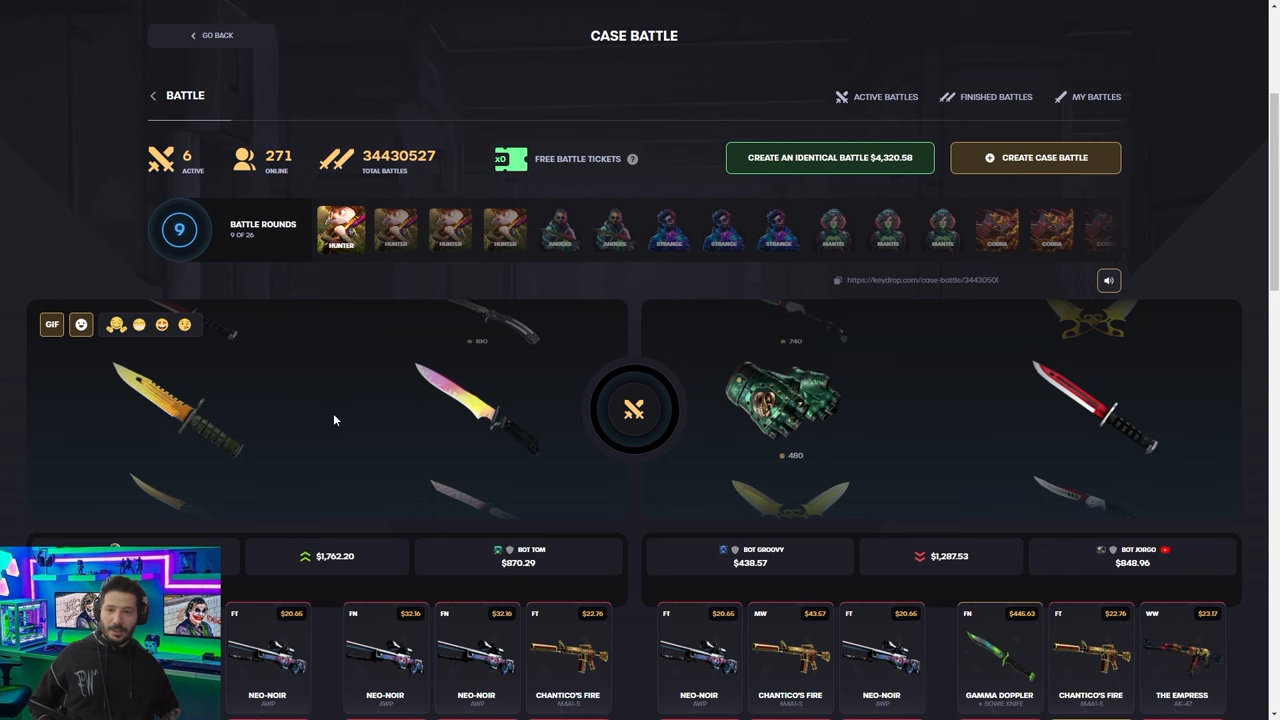 GO BACK
CASE BATTLE
BATTLE
ACTIVE BATTLES
FINISHED BATTLES
MY BATTLES
6
ACTIVE
271
ONLINE
34430527
TOTAL BATTLES
x0
FREE BATTLE TICKETS
?
CREATE AN IDENTICAL BATTLE $4,320.58
CREATE CASE BATTLE
9
BATTLE ROUNDS
9 OF 26
HUNTER
HUNTER
HUNTER
HUNTER
ANDERS
ANDERS
STRANGE
STRANGE
STRANGE
MANTIS
MANTIS
MANTIS
COBRA
COBRA
https://keydrop.com/case-battle/34430501
GIF
180
740
480
$1,762.20
BOT TOM
$870.29
BOT GROOVY
$438.57
$1,287.53
BOT JORGO
$848.96
FT $20.65
NEO-NOIR
AWP
FN $32.16
NEO-NOIR
AWP
FN $32.16
NEO-NOIR
AWP
FT $22.76
CHANTICO'S FIRE
M4A1-S
FT $20.65
NEO-NOIR
AWP
MW $43.57
CHANTICO'S FIRE
M4A1-S
FT $20.65
NEO-NOIR
AWP
FN $445.63
GAMMA DOPPLER
★ BOWIE KNIFE
FT $22.76
CHANTICO'S FIRE
M4A1-S
WW $23.17
THE EMPRESS
AK-47